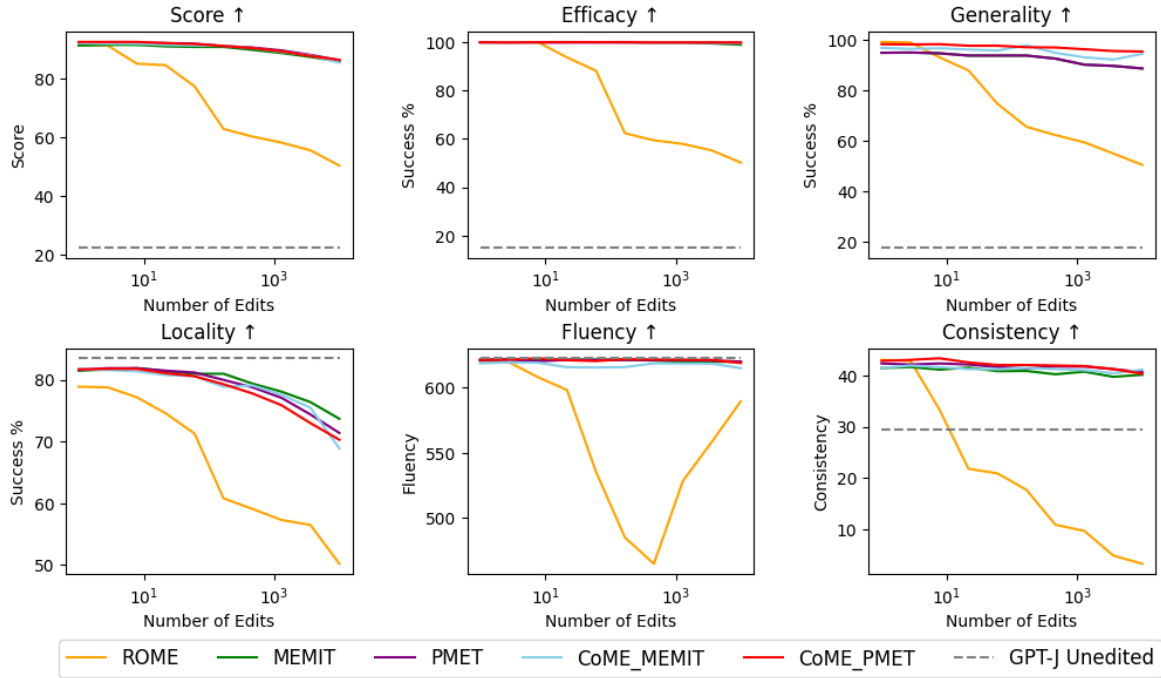 Score ↑
Efficacy ↑
Generality ↑
Score
80
60
40
20
10¹
10³
Number of Edits
Success %
100
80
60
40
20
10¹
10³
Number of Edits
Success %
100
80
60
40
20
10¹
10³
Number of Edits
Locality ↑
Fluency ↑
Consistency ↑
Success %
80
70
60
50
10¹
10³
Number of Edits
Fluency
600
550
500
10¹
10³
Number of Edits
Consistency
40
30
20
10
10¹
10³
Number of Edits
ROME
MEMIT
PMET
CoME_MEMIT
CoME_PMET
GPT-J Unedited